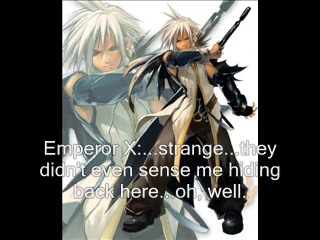 Emperor X:...strange...they
didn't even sense me hiding
back here...oh, well.